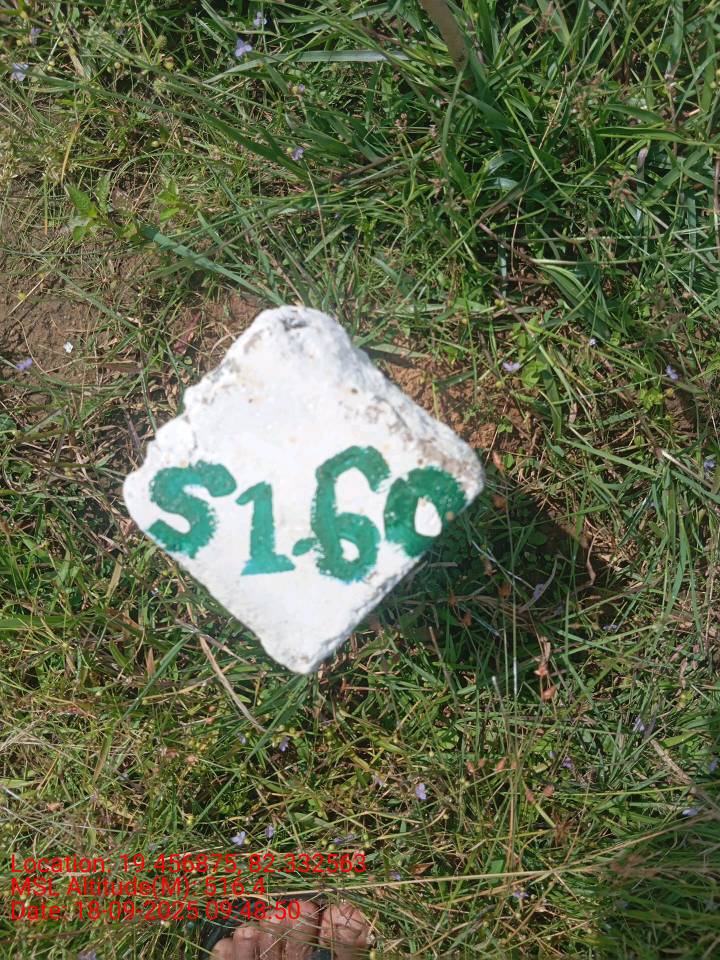 S1.60
Location: 19.456875, 82.332563
MSL Altitude(M): 516.4
Date: 18-09-2025 09:48:50